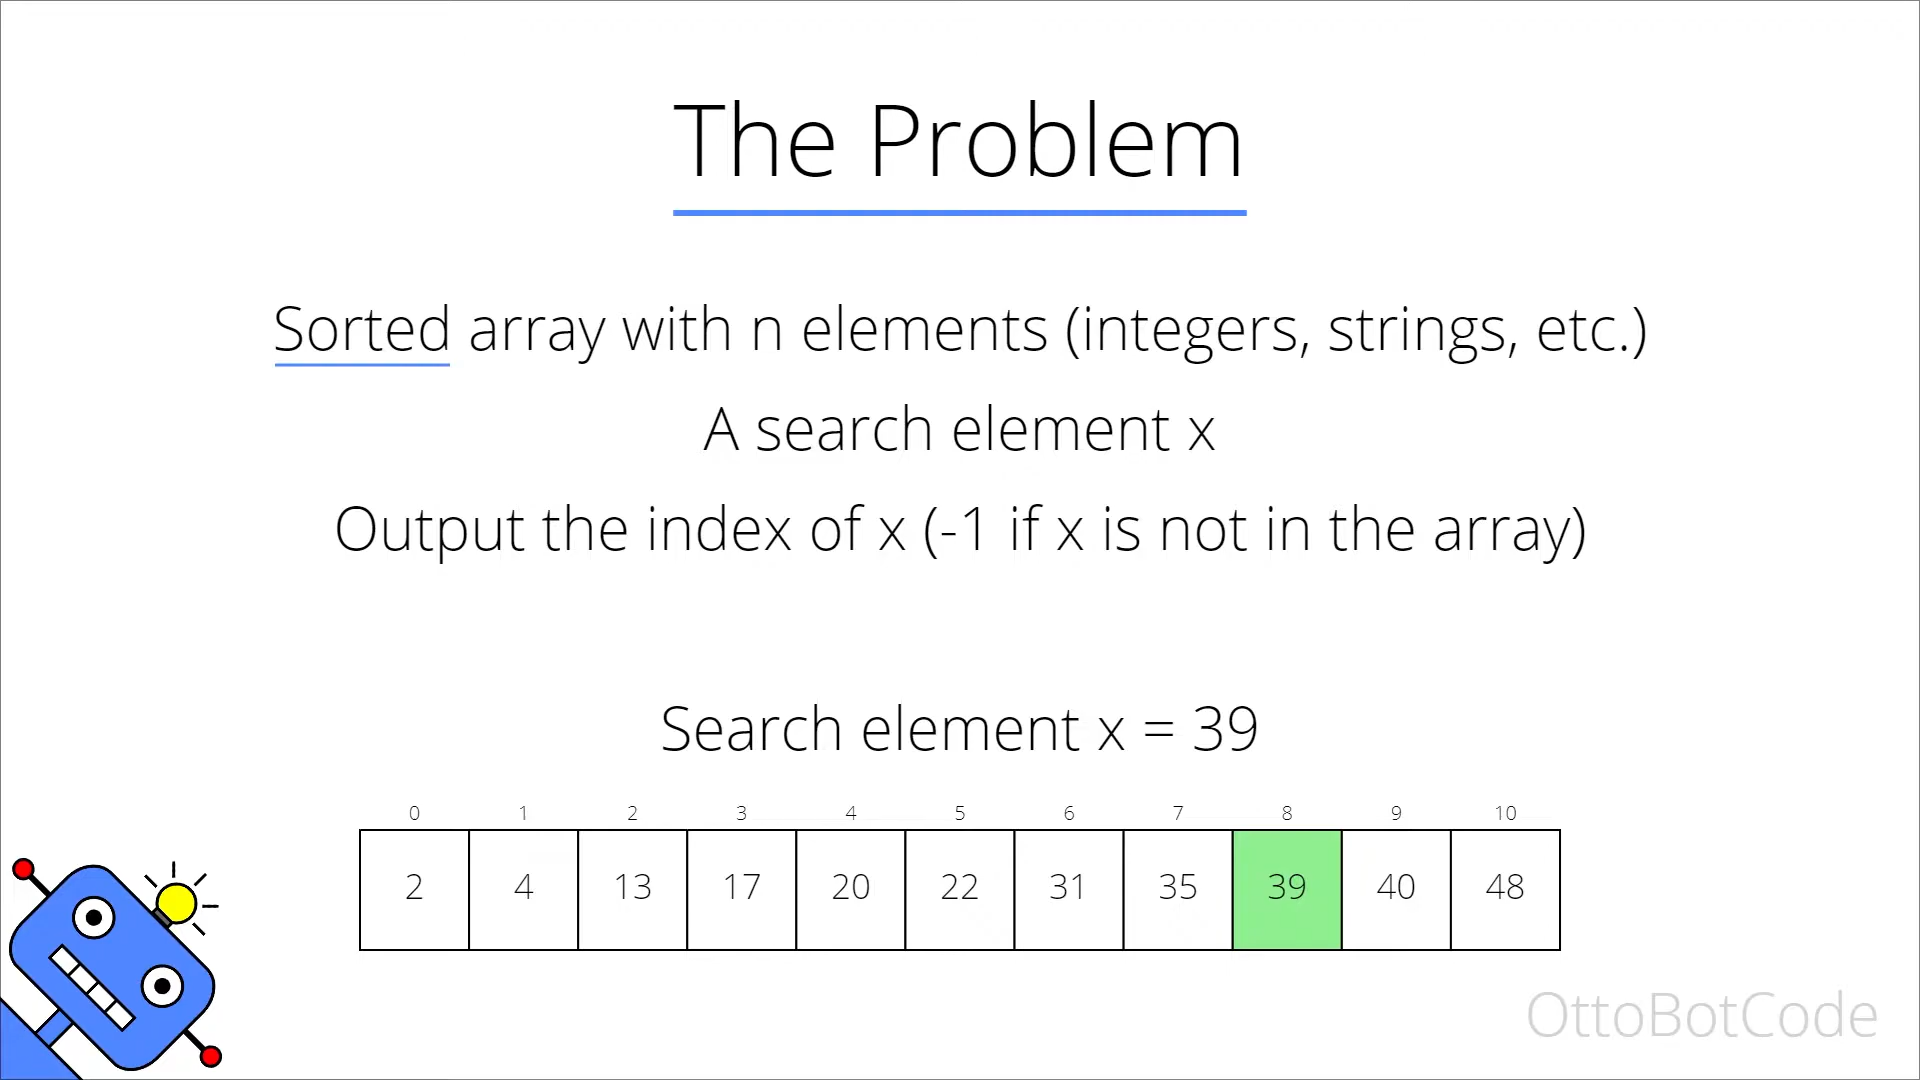 The Problem
Sorted array with n elements (integers, strings, etc.)
A search element x
Output the index of x (-1 if x is not in the array)
Search element x = 39
0 1 2 3 4 5 6 7 8 9 10
2 4 13 17 20 22 31 35 39 40 48
OttoBotCode